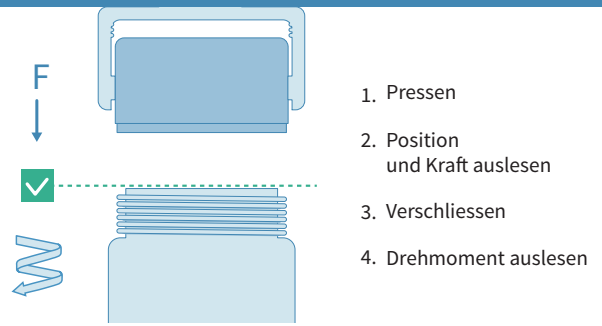 F
1. Pressen
2. Position
und Kraft auslesen
3. Verschliessen
4. Drehmoment auslesen